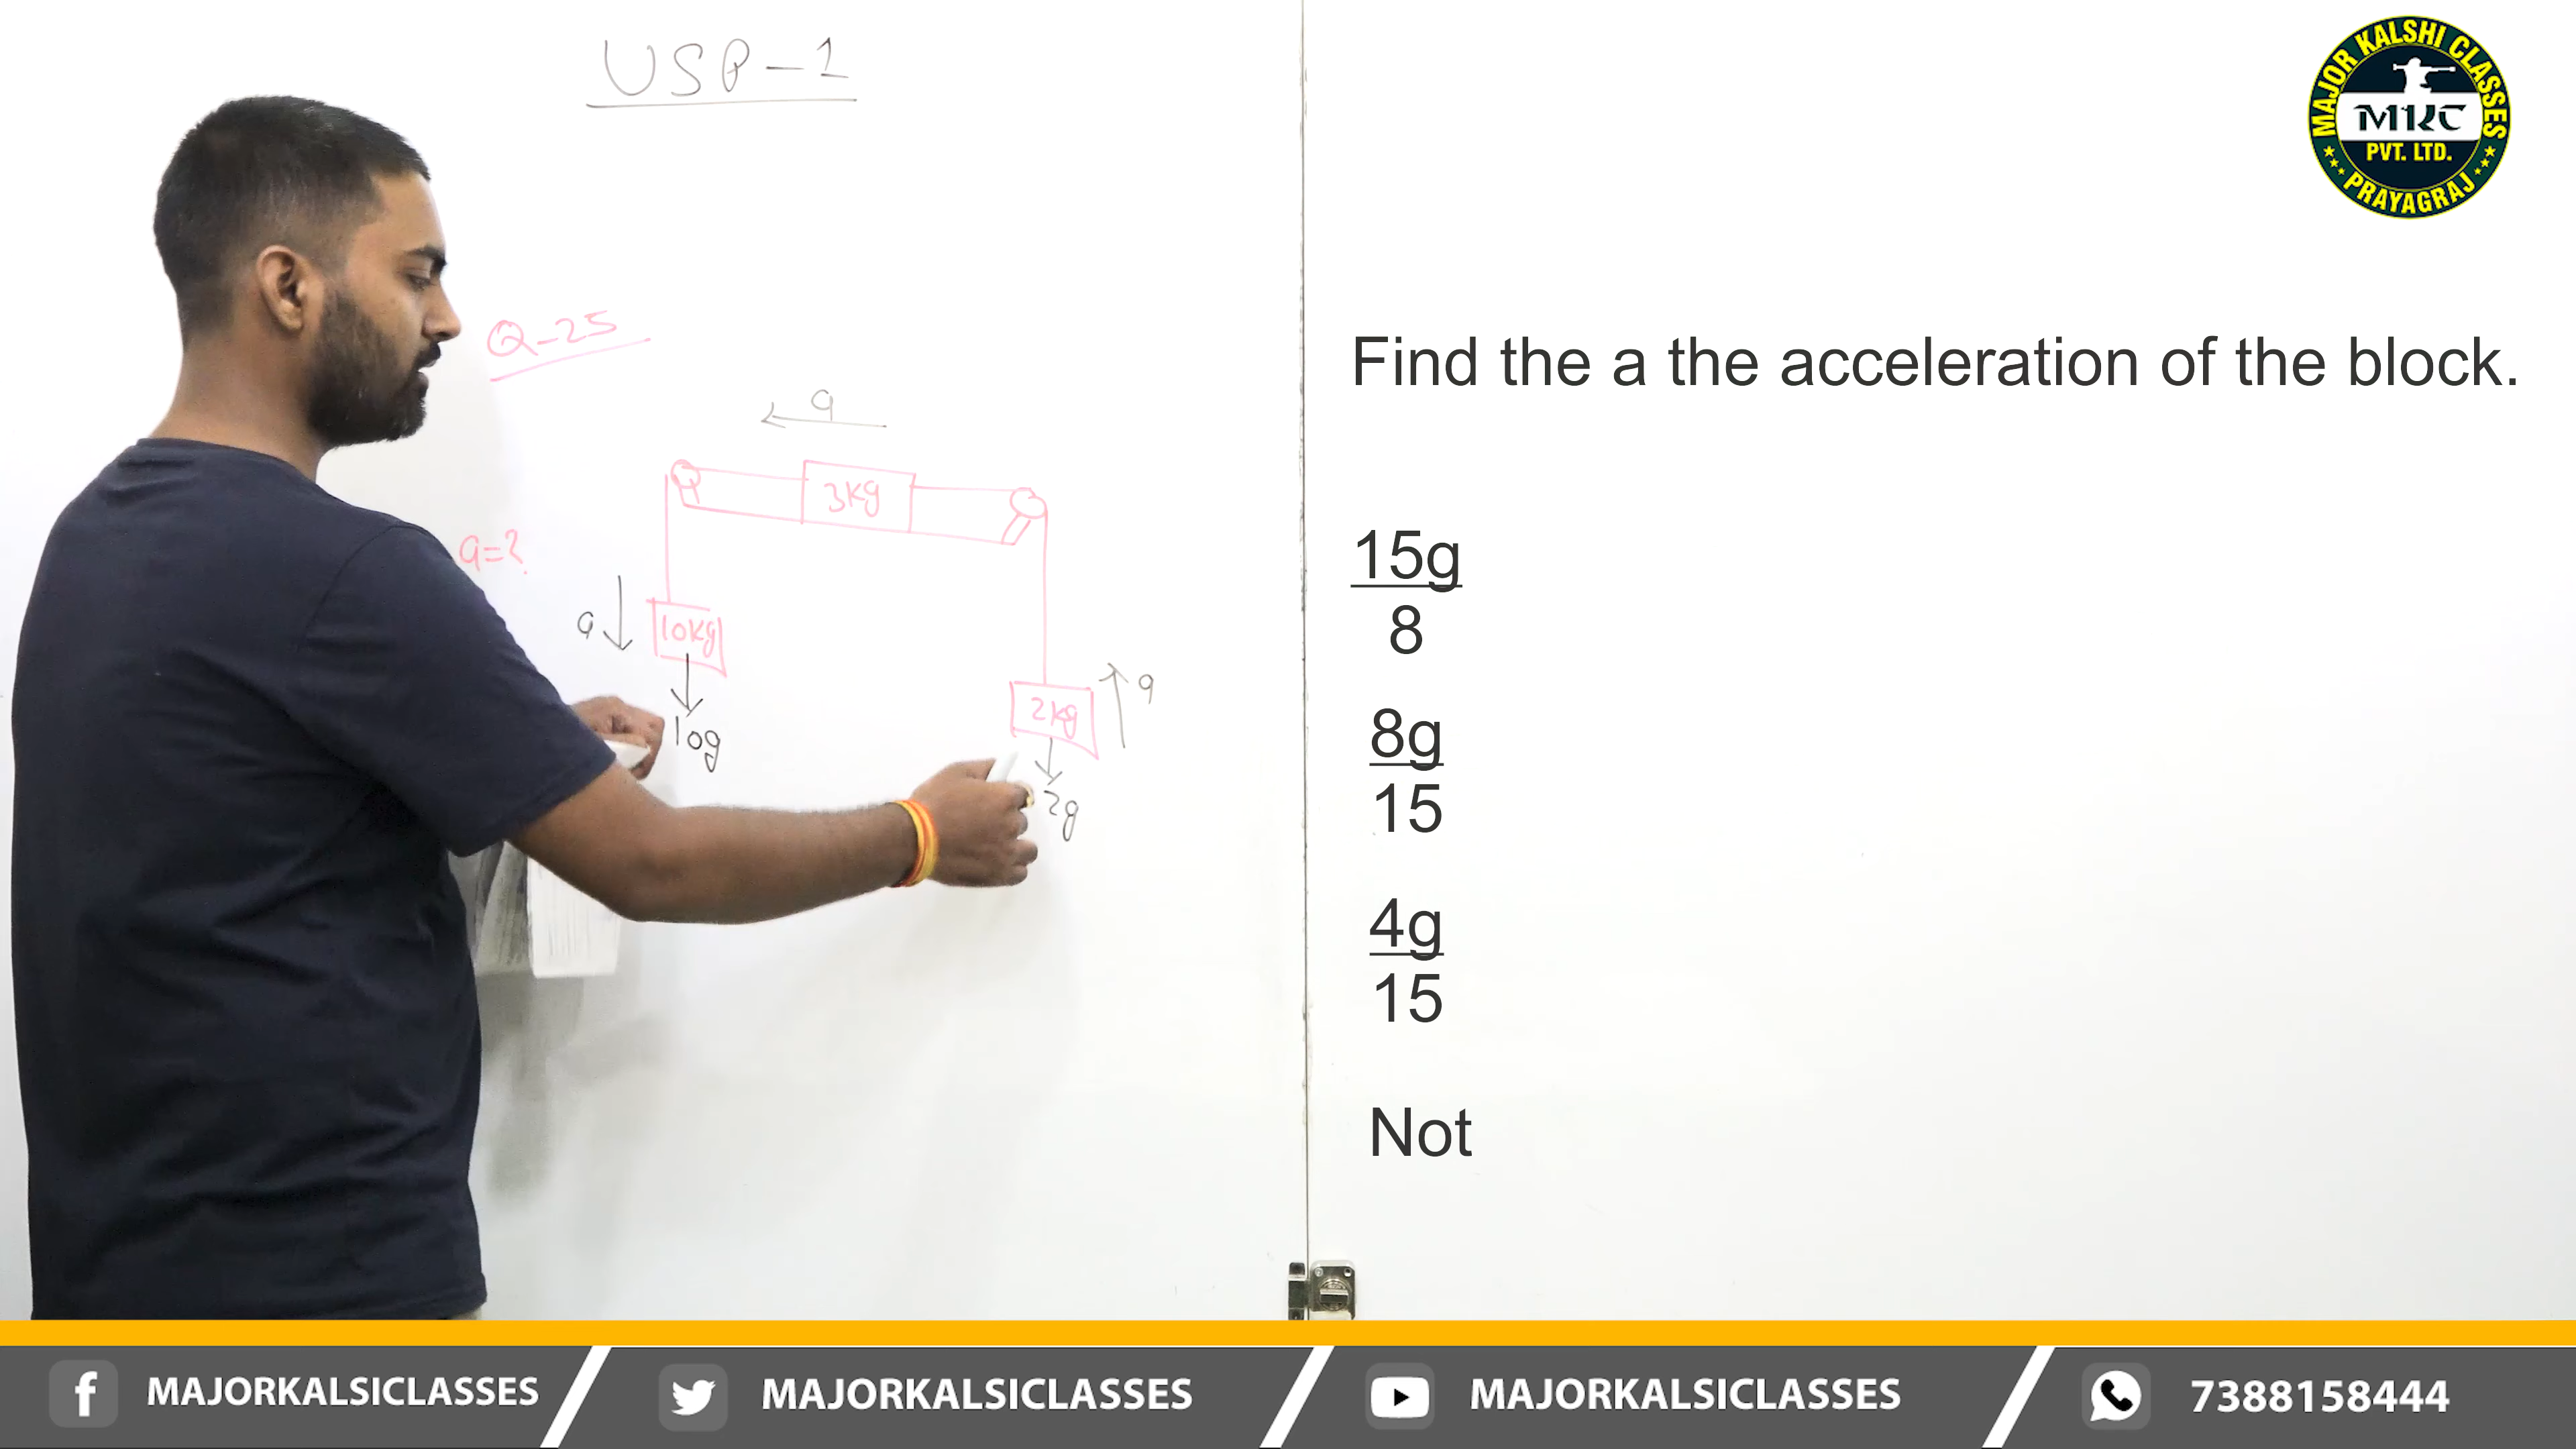 USP-1
MAJOR KALSHI CLASSES
MKC
PVT. LTD.
PRAYAGRAJ
Q-25
Find the a the acceleration of the block.
a
3kg
a=?
a
10kg
10g
2kg
a
2g
15g
8
8g
15
4g
15
Not
MAJORKALSICLASSES
MAJORKALSICLASSES
MAJORKALSICLASSES
7388158444